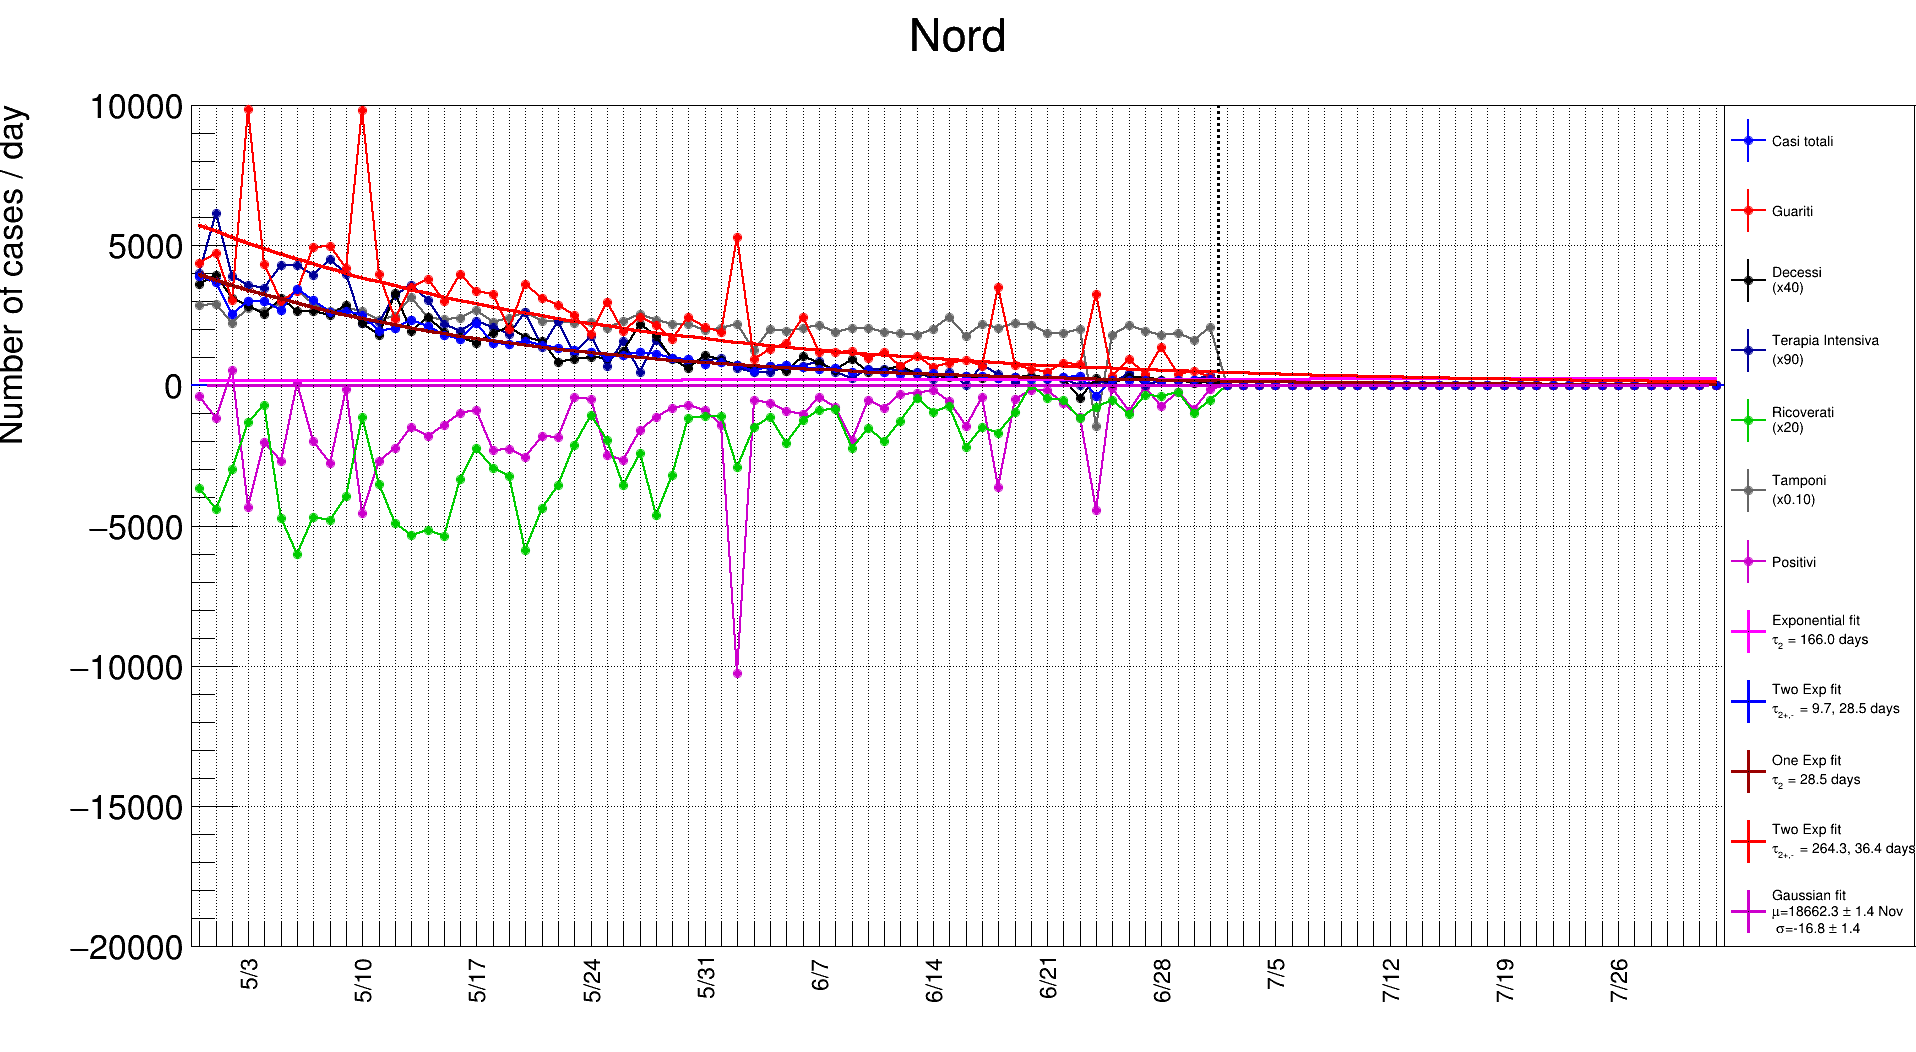 Nord
Number of cases / day
10000
5000
0
−5000
−10000
−15000
−20000
5/3
5/10
5/17
5/24
5/31
6/7
6/14
6/21
6/28
7/5
7/12
7/19
7/26
Casi totali
Guariti
Decessi
(x40)
Terapia Intensiva
(x90)
Ricoverati
(x20)
Tamponi
(x0.10)
Positivi
Exponential fit
τ2 = 166.0 days
Two Exp fit
τ2+,- = 9.7, 28.5 days
One Exp fit
τ2 = 28.5 days
Two Exp fit
τ2+,- = 264.3, 36.4 days
Gaussian fit
μ=18662.3 ± 1.4 Nov
σ=-16.8 ± 1.4